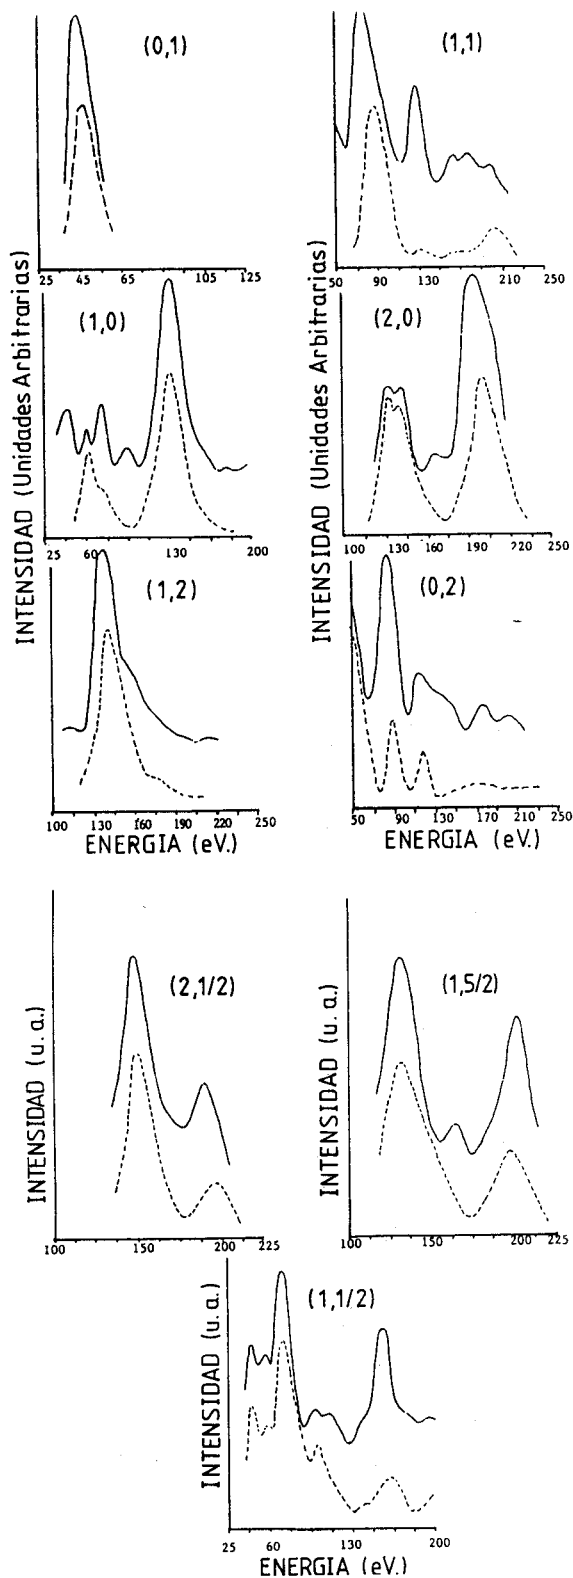 (0,1)
(1,1)
25 45 65 105 125
50 90 130 210 250
INTENSIDAD (Unidades Arbitrarias)
INTENSIDAD (Unidades Arbitrarias)
(1,0)
(2,0)
25 60 130 200
100 130 160 190 220 250
(1,2)
(0,2)
100 130 160 190 220 250
50 90 130 170 210 250
ENERGIA (eV.)
ENERGIA (eV.)
(2,1/2)
(1,5/2)
INTENSIDAD (u.a.)
INTENSIDAD (u.a.)
100 150 200 225
100 150 200 225
(1,1/2)
INTENSIDAD (u.a.)
25 60 130 200
ENERGIA (eV.)